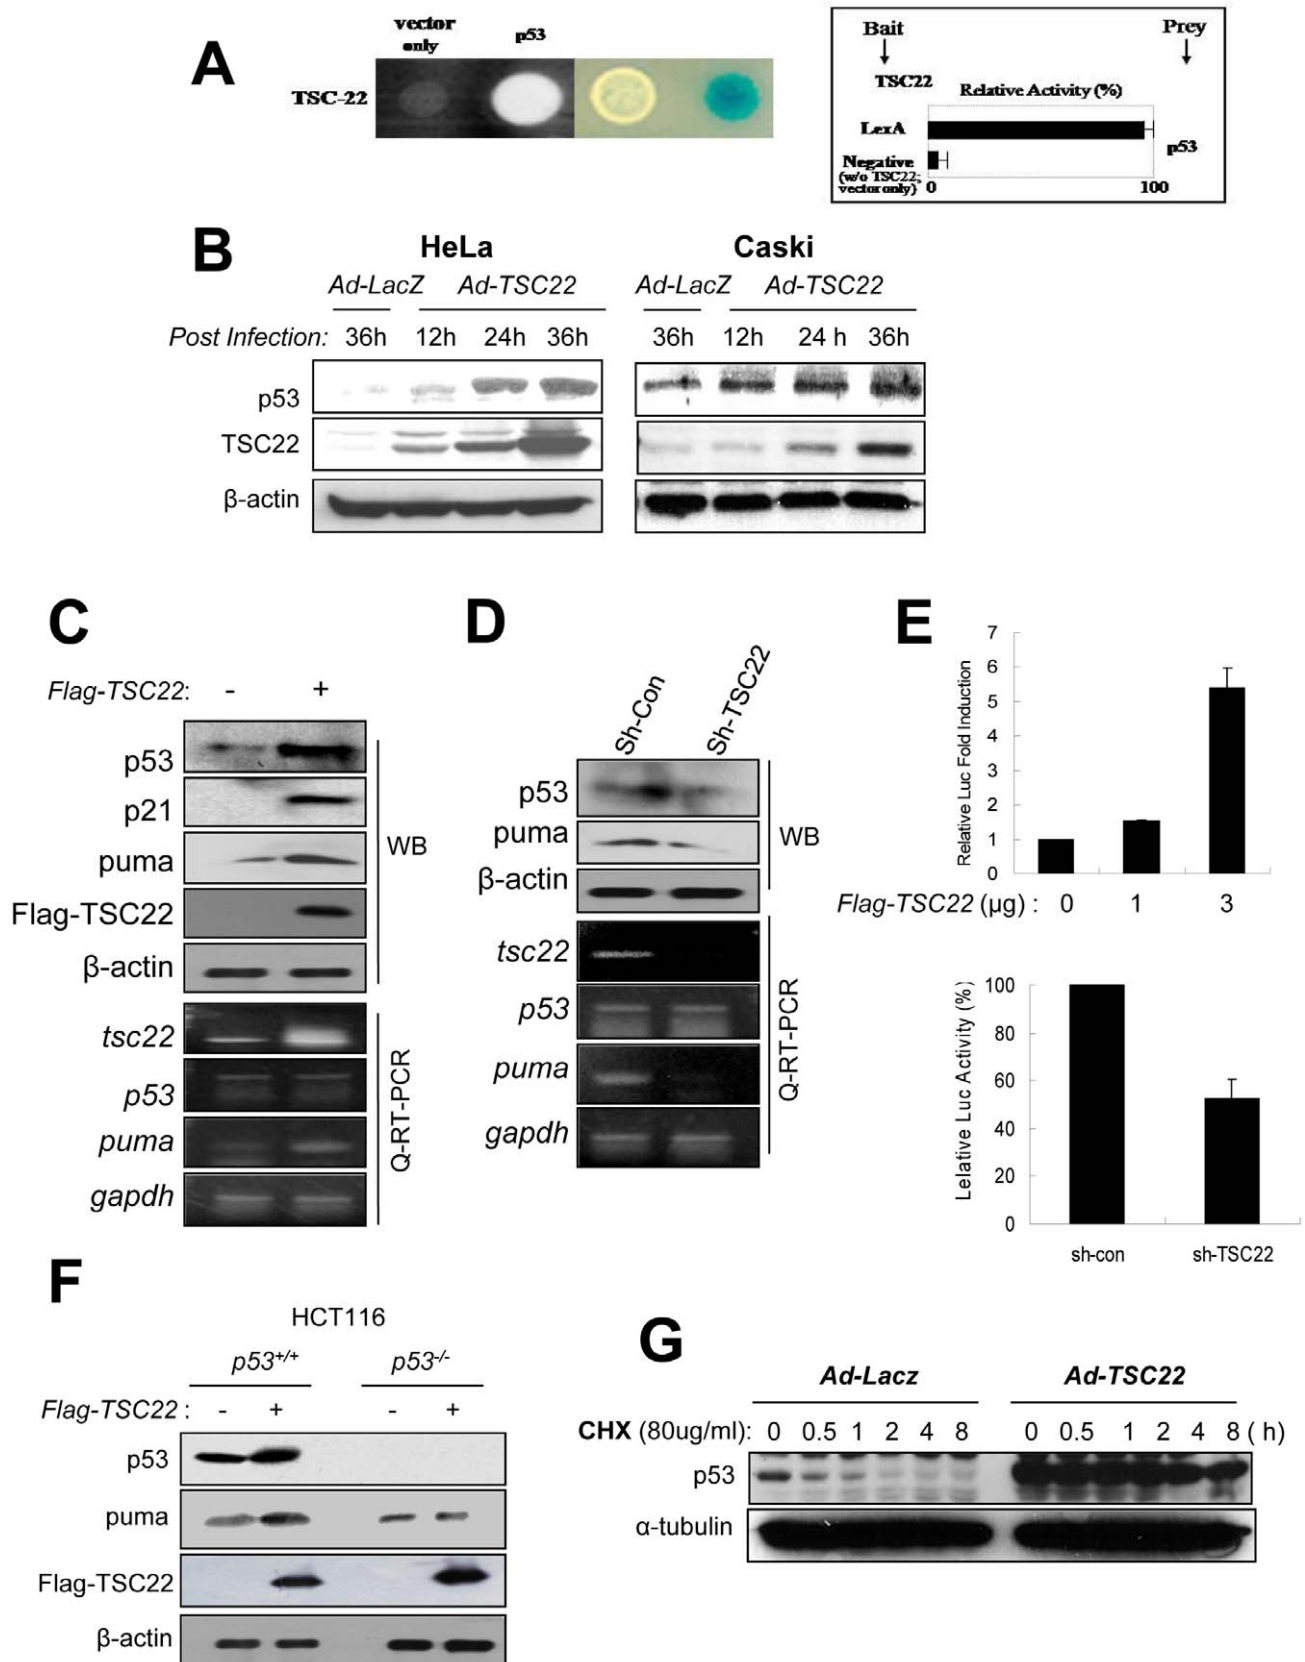 A
vector only
p53
TSC-22
Bait
Prey
TSC22
Relative Activity (%)
LexA
Negative
(w/o TSC22; vector only)
p53
0 100
B
HeLa
Caski
Ad-LacZ Ad-TSC22 Ad-LacZ Ad-TSC22
Post Infection: 36h 12h 24h 36h 36h 12h 24 h 36h
p53
TSC22
β-actin
C
Flag-TSC22: - +
p53
p21
puma
Flag-TSC22
β-actin
WB
tsc22
p53
puma
gapdh
Q-RT-PCR
D
Sh-Con
Sh-TSC22
p53
puma
β-actin
WB
tsc22
p53
puma
gapdh
Q-RT-PCR
E
Relative Luc Fold Induction
7
6
5
4
3
2
1
0
Flag-TSC22 (µg) : 0 1 3
Lelative Luc Activity (%)
100
80
60
40
20
0
sh-con sh-TSC22
F
HCT116
p53+/+ p53-/-
Flag-TSC22 : - + - +
p53
puma
Flag-TSC22
β-actin
G
Ad-Lacz Ad-TSC22
CHX (80ug/ml): 0 0.5 1 2 4 8 0 0.5 1 2 4 8 ( h)
p53
α-tubulin